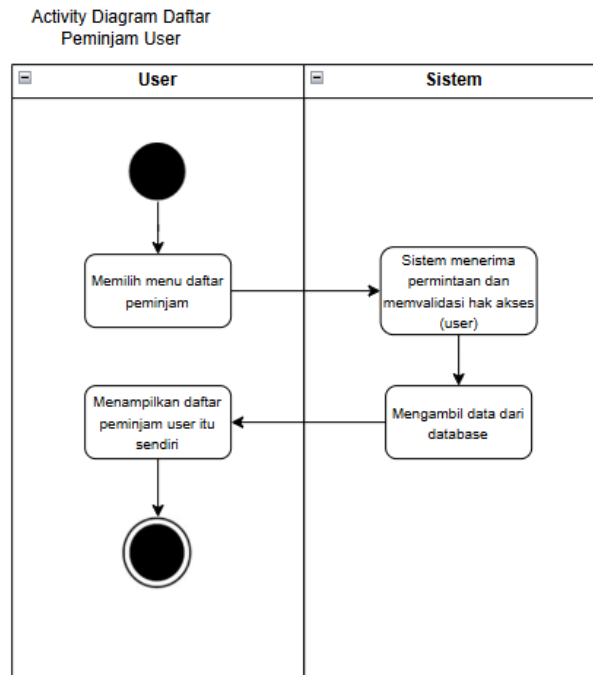 Activity Diagram Daftar
Peminjam User
User
Sistem
Memilih menu daftar
peminjam
Sistem menerima
permintaan dan
memvalidasi hak akses
(user)
Menampilkan daftar
peminjam user itu
sendiri
Mengambil data dari
database